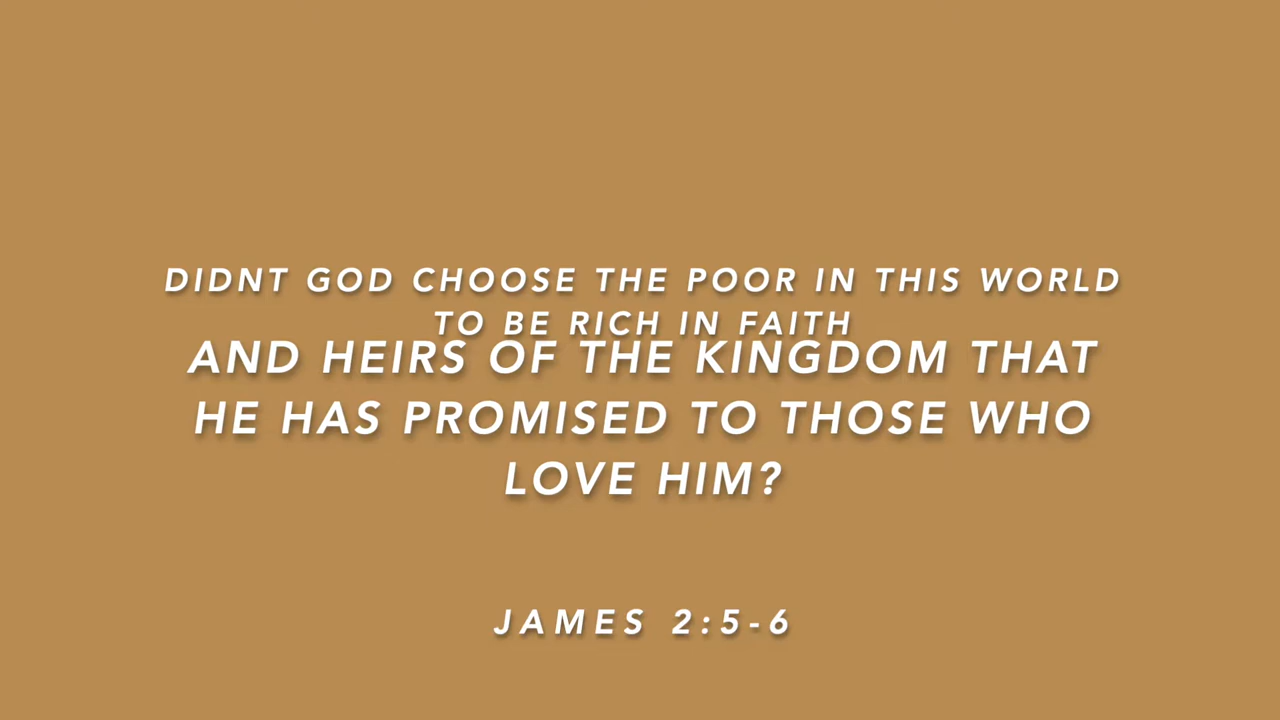 DIDNT GOD CHOOSE THE POOR IN THIS WORLD
TO BE RICH IN FAITH
AND HEIRS OF THE KINGDOM THAT
HE HAS PROMISED TO THOSE WHO
LOVE HIM?
JAMES 2:5-6